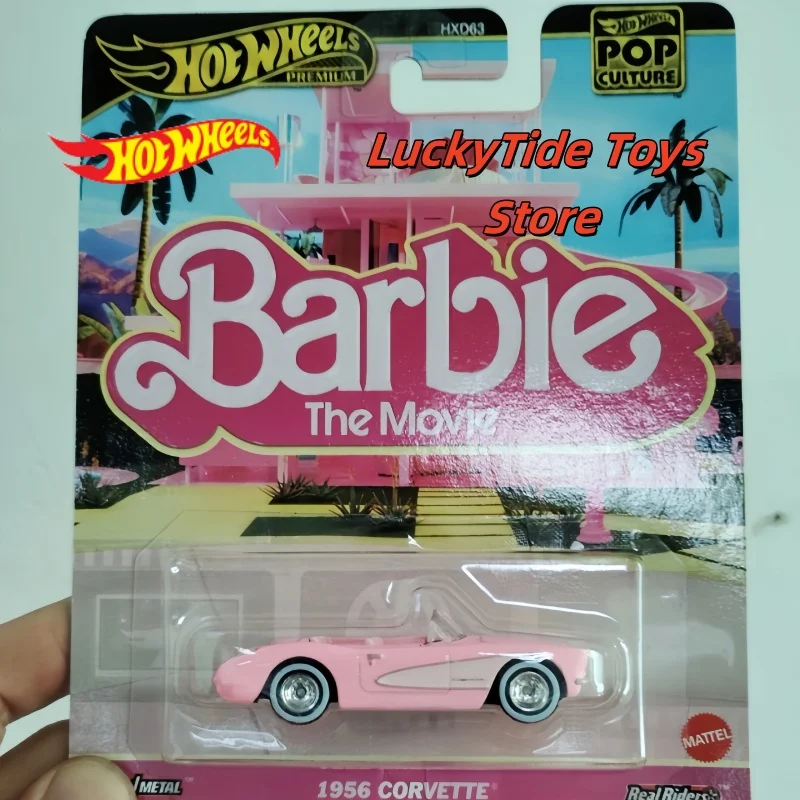 HOT WHEELS
PREMIUM
HXD63
HOT WHEELS
POP
CULTURE
HOT WHEELS
LuckyTide Toys
Store
Barbie
The Movie
MATTEL
METAL
1956 CORVETTE
Real Riders